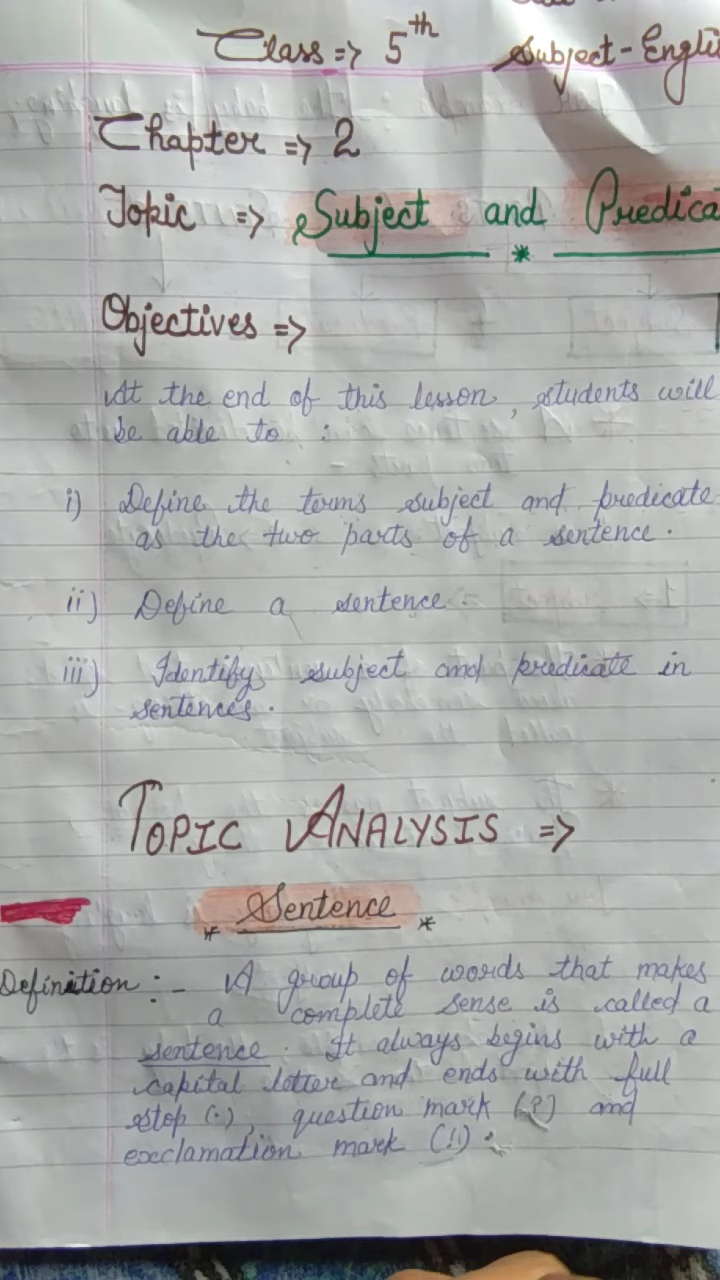 Class => 5th Subject - Englis
Chapter => 2
Topic => Subject and Predica
Objectives =>
At the end of this lesson, students will
be able to :
i) Define the terms subject and predicate
as the two parts of a sentence.
ii) Define a sentence.
iii) Identify subject and predicate in
sentences.
TOPIC ANALYSIS =>
* Sentence *
Definition :- A group of words that makes
a complete sense is called a
sentence. It always begins with a
capital letter and ends with full
stop (.), question mark (?) and
exclamation mark (!).